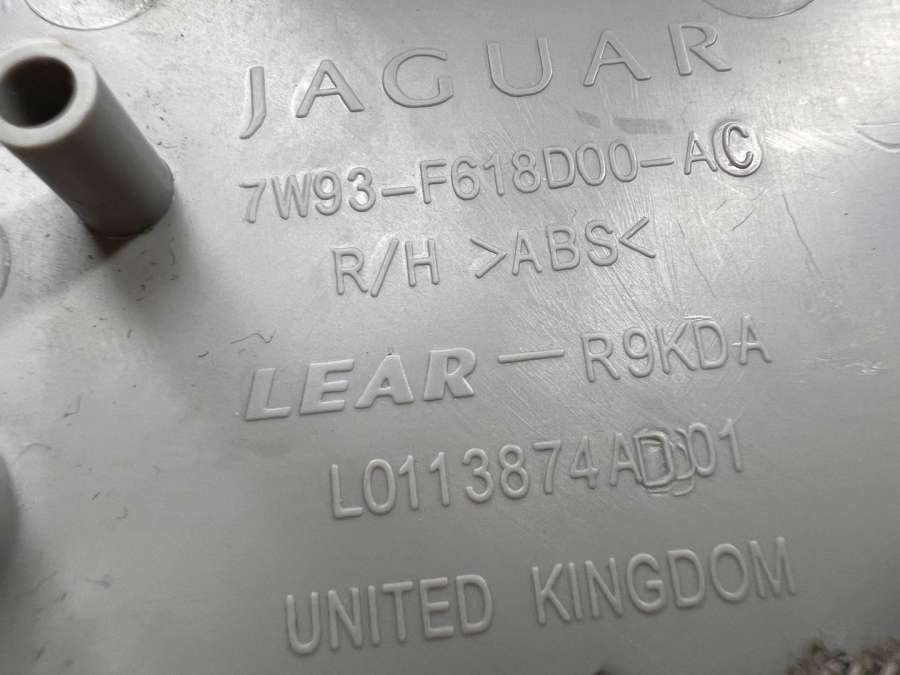 JAGUAR
7W93-F618D00-AC
R/H >ABS<
LEAR - R9KDA
L0113874AD01
UNITED KINGDOM